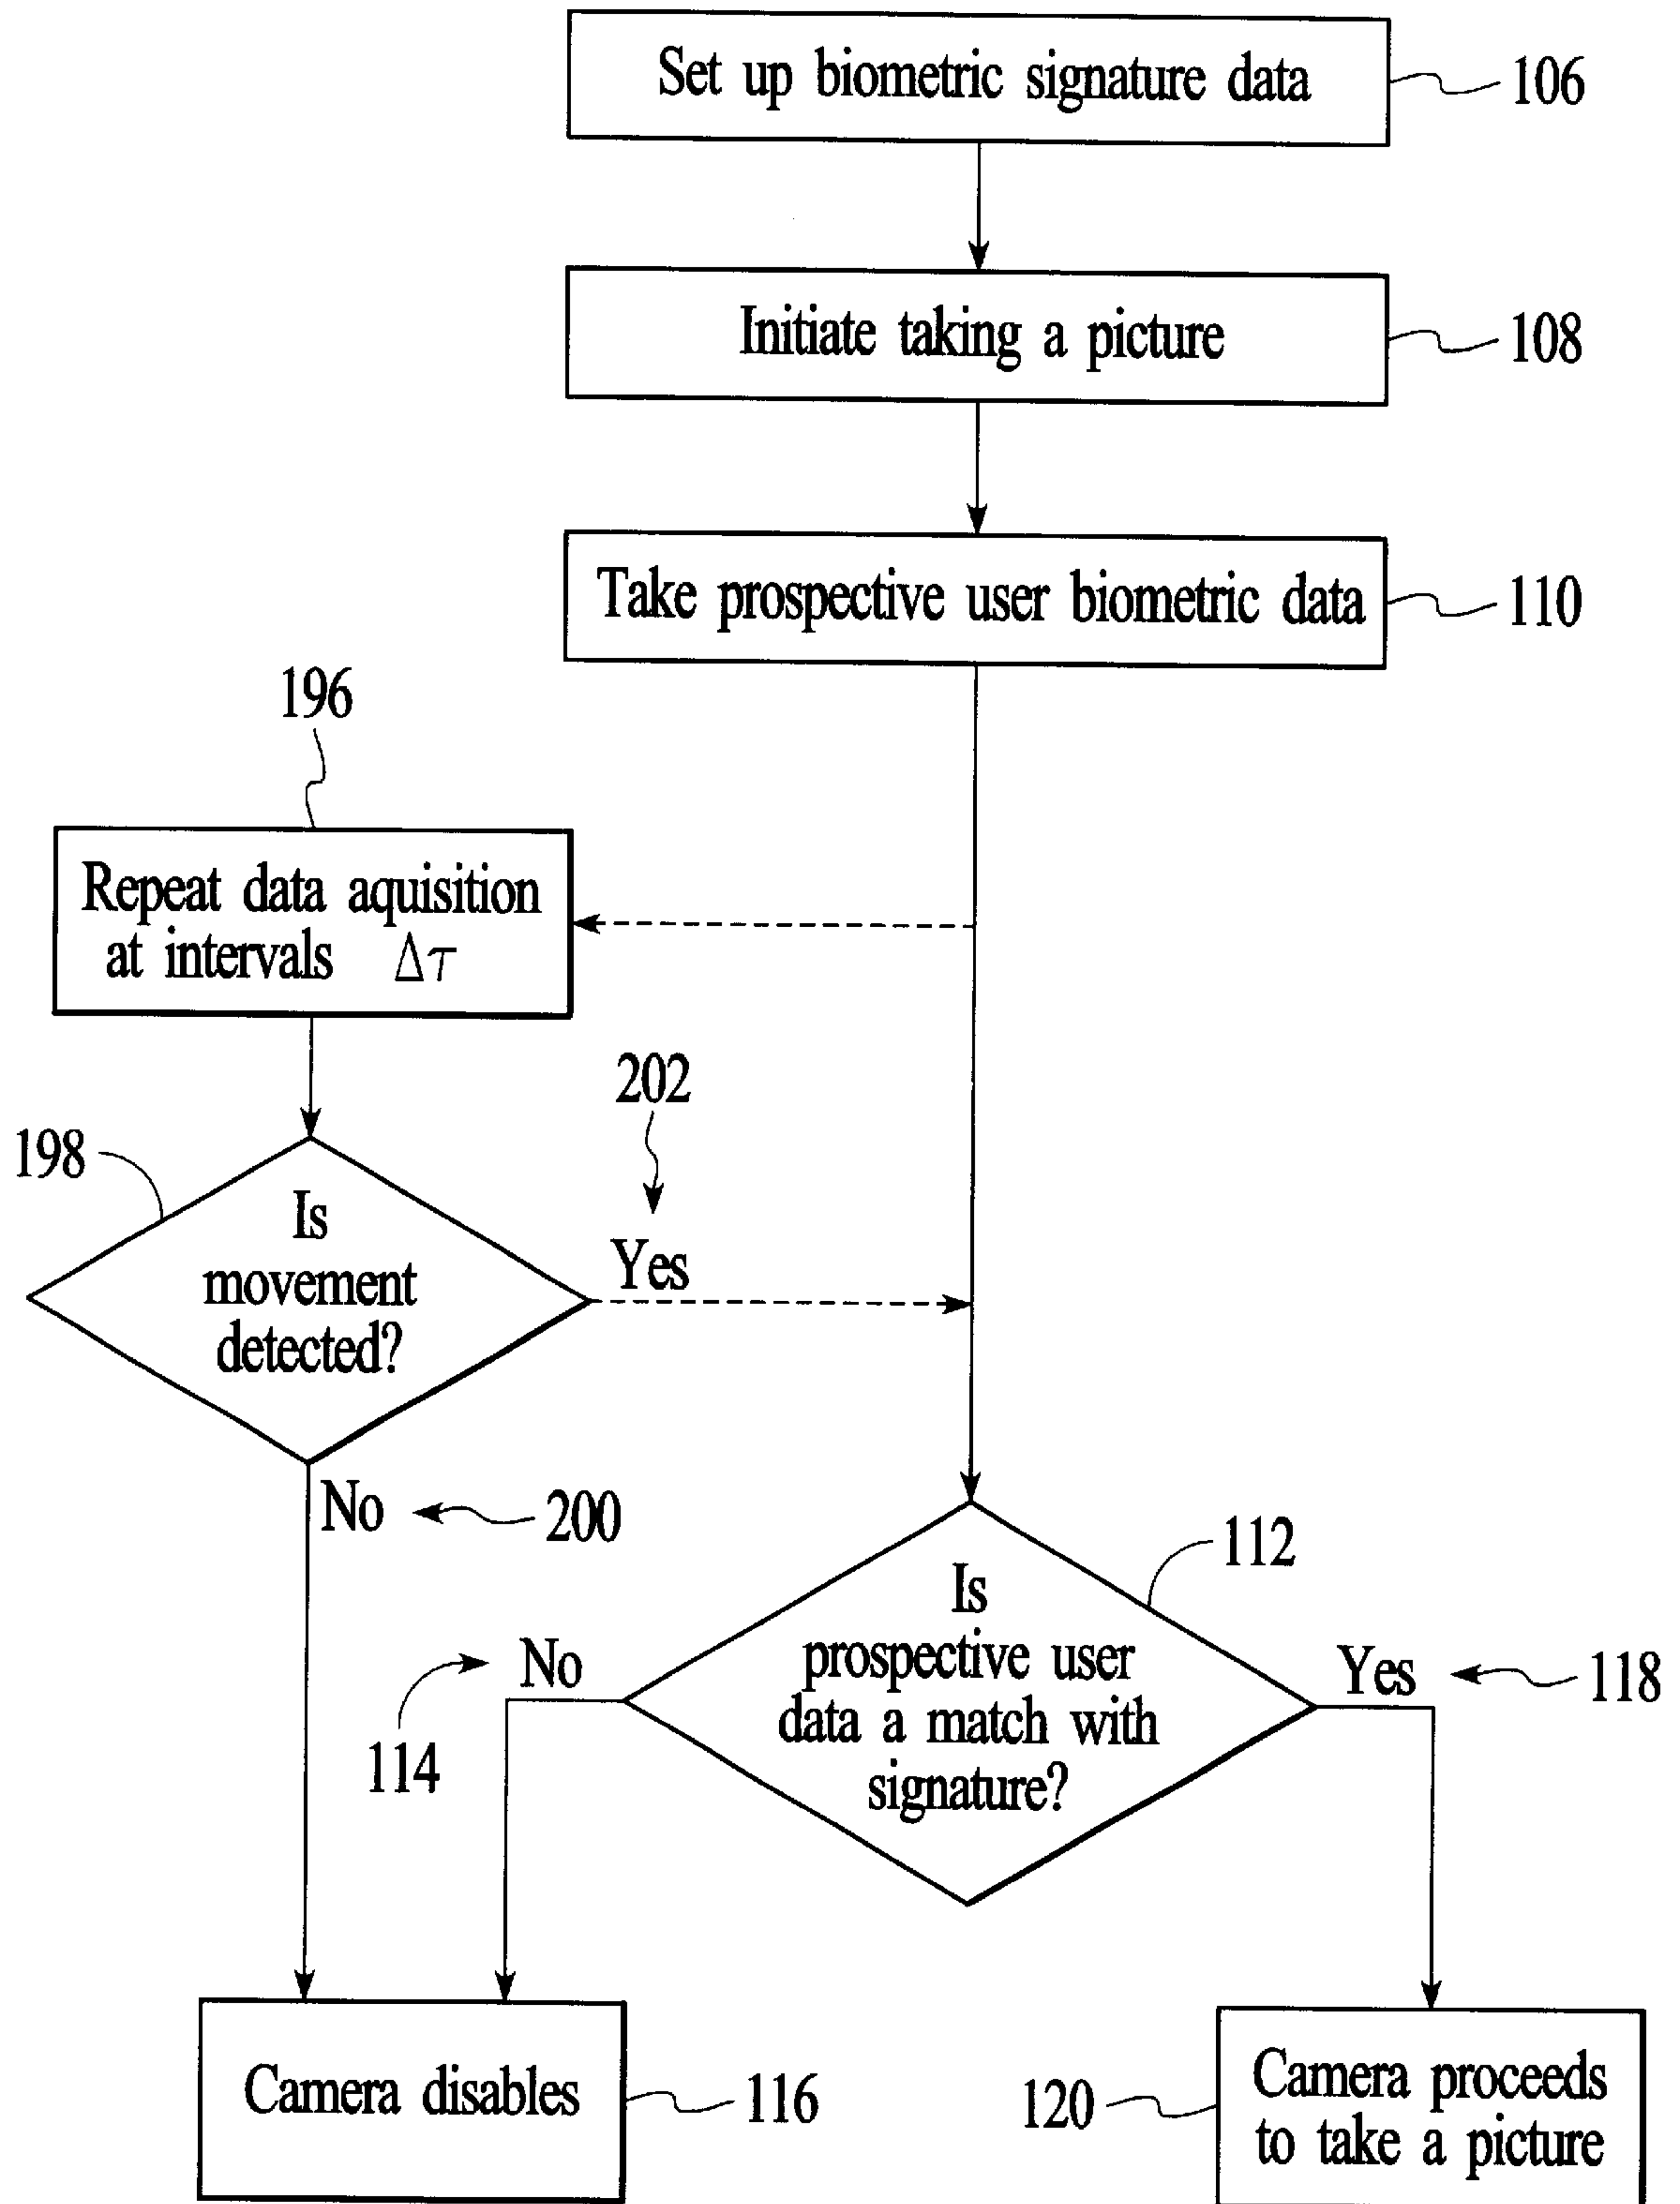 Set up biometric signature data
106
Initiate taking a picture
108
Take prospective user biometric data
110
196
Repeat data aquisition
at intervals Δτ
202
198
Is
movement
detected?
Yes
No
200
112
Is
prospective user
data a match with
signature?
No
114
Yes
118
Camera disables
116
120
Camera proceeds
to take a picture